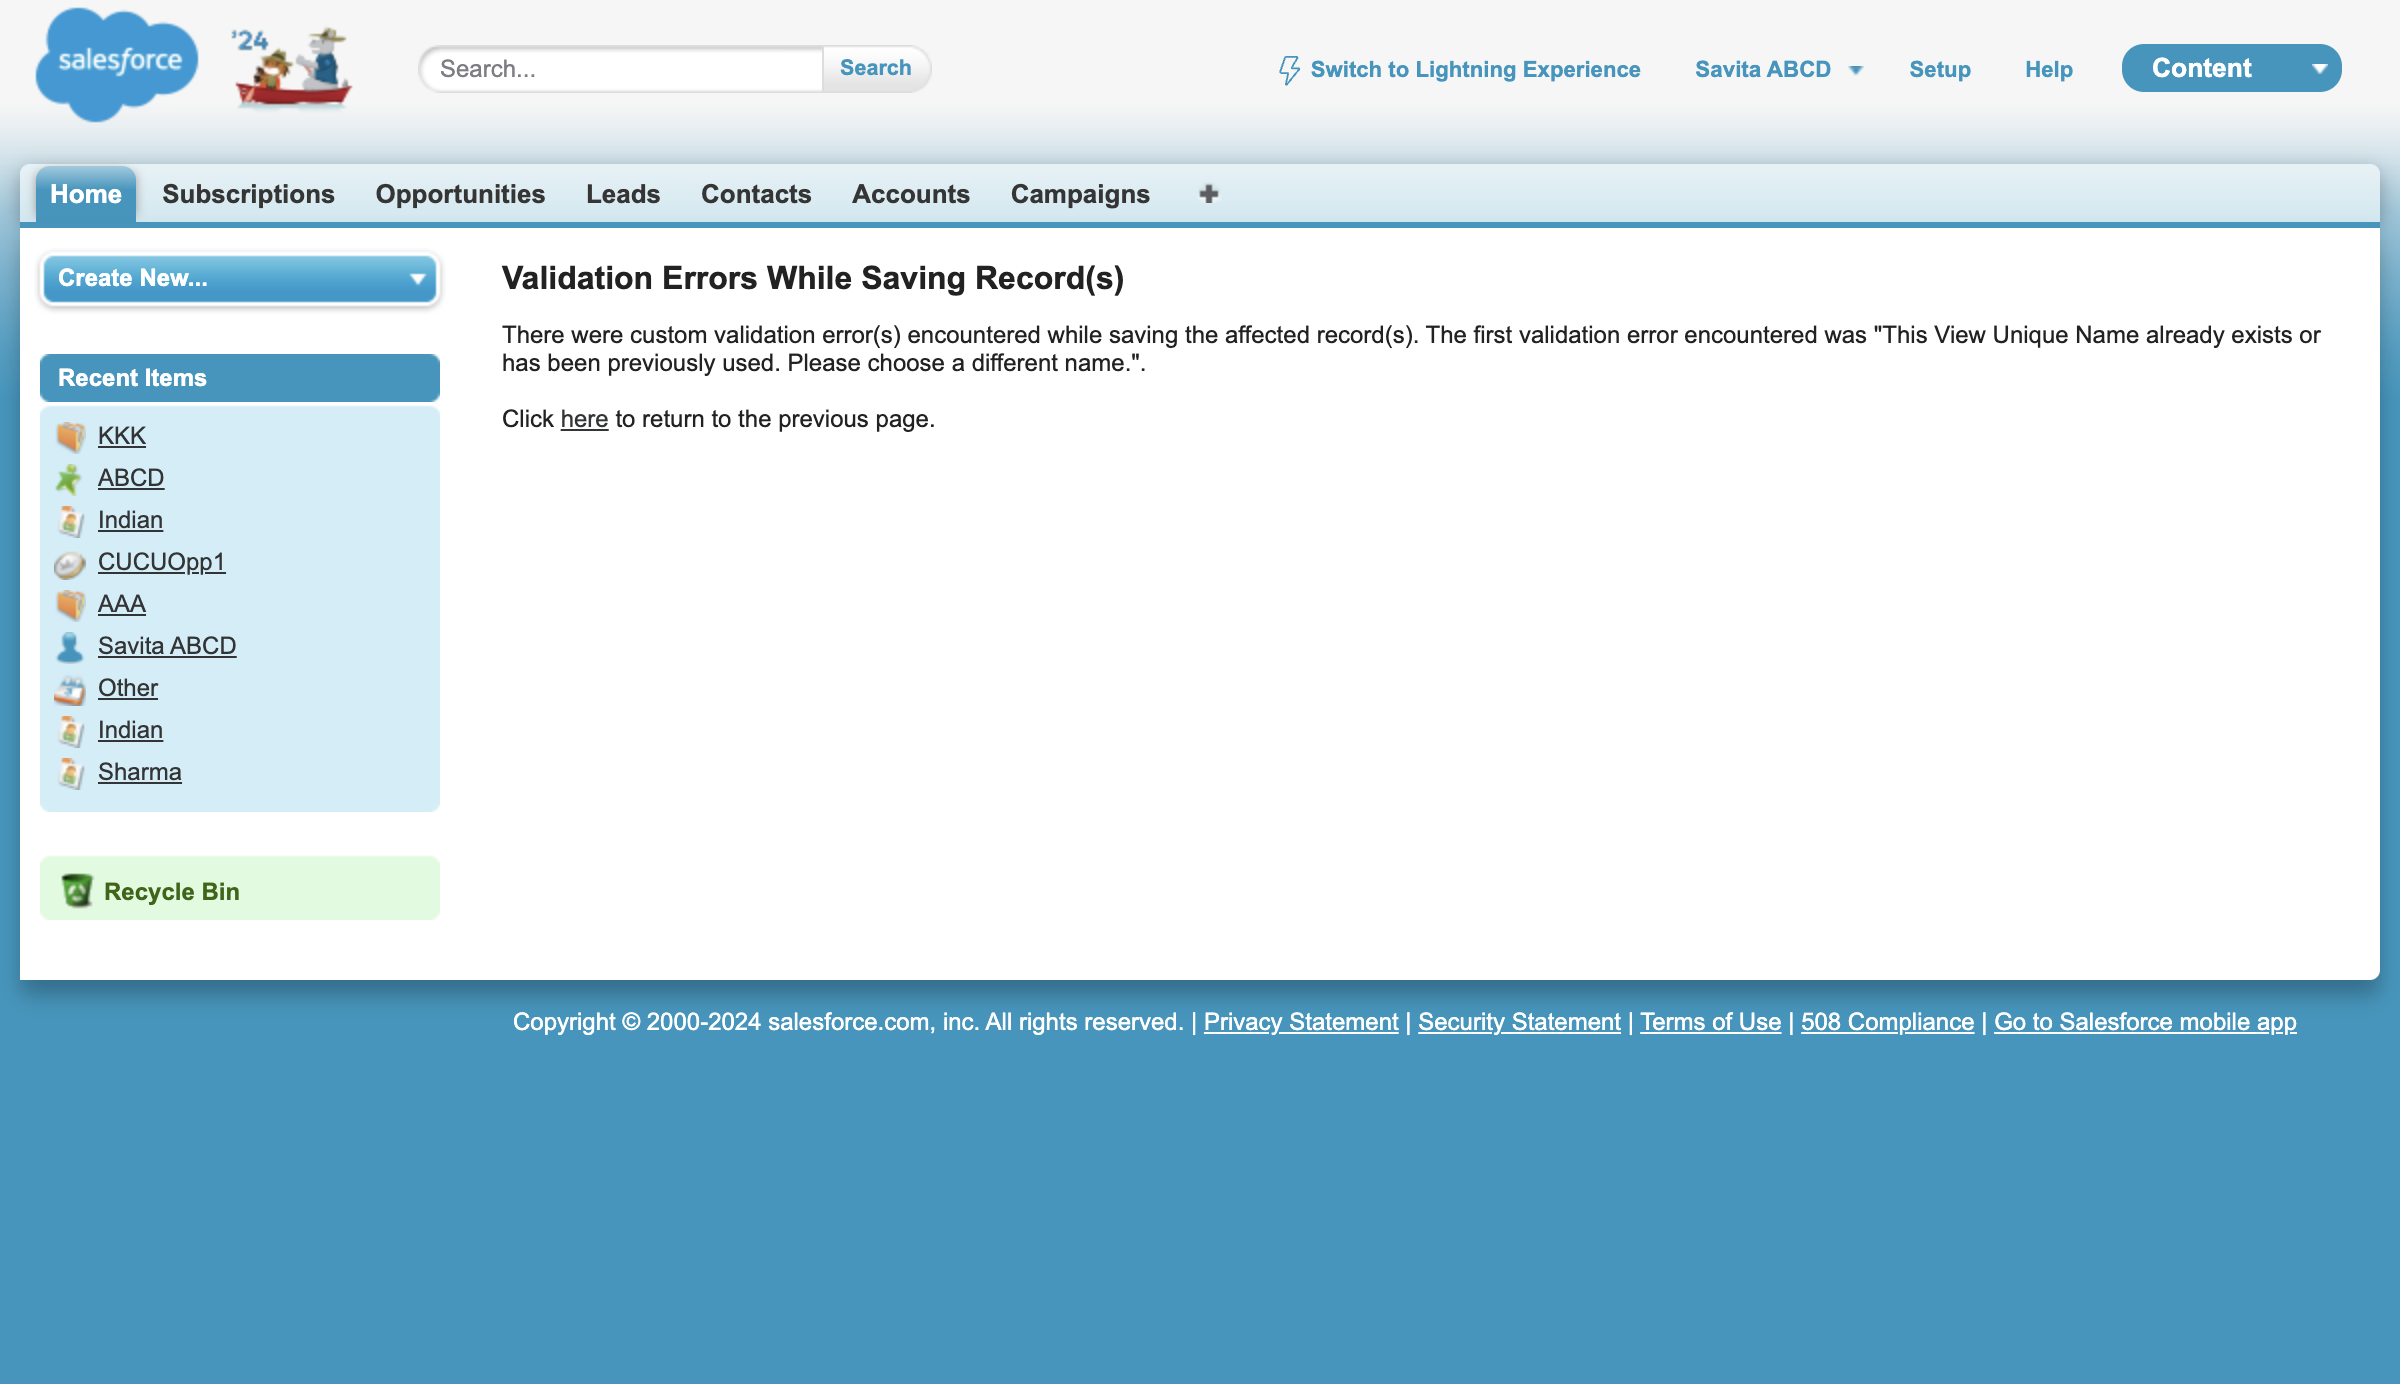 salesforce
'24
Search...
Search
Switch to Lightning Experience
Savita ABCD
Setup
Help
Content
Home
Subscriptions
Opportunities
Leads
Contacts
Accounts
Campaigns
Create New...
Recent Items
KKK
ABCD
Indian
CUCUOpp1
AAA
Savita ABCD
Other
Indian
Sharma
Recycle Bin
Validation Errors While Saving Record(s)
There were custom validation error(s) encountered while saving the affected record(s). The first validation error encountered was "This View Unique Name already exists or
has been previously used. Please choose a different name.".
Click here to return to the previous page.
Copyright © 2000-2024 salesforce.com, inc. All rights reserved. | Privacy Statement | Security Statement | Terms of Use | 508 Compliance | Go to Salesforce mobile app